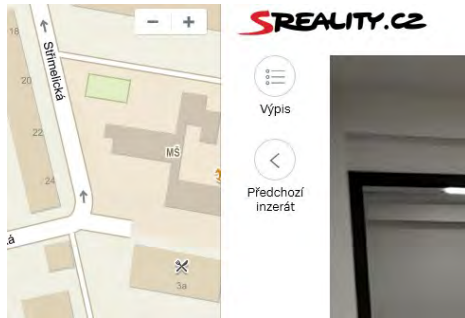 − +
SREALITY.CZ
18
Střimelická
20
22
24
MŠ
á
3a
Výpis
Předchozí
inzerát